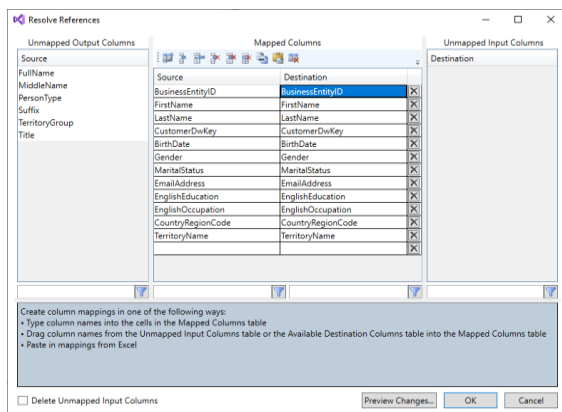 Resolve References
Unmapped Output Columns
Source
FullName
MiddleName
PersonType
Suffix
TerritoryGroup
Title
Mapped Columns
Source Destination
BusinessEntityID BusinessEntityID
FirstName FirstName
LastName LastName
CustomerDwKey CustomerDwKey
BirthDate BirthDate
Gender Gender
MaritalStatus MaritalStatus
EmailAddress EmailAddress
EnglishEducation EnglishEducation
EnglishOccupation EnglishOccupation
CountryRegionCode CountryRegionCode
TerritoryName TerritoryName
Unmapped Input Columns
Destination
Create column mappings in one of the following ways:
• Type column names into the cells in the Mapped Columns table
• Drag column names from the Unmapped Input Columns table or the Available Destination Columns table into the Mapped Columns table
• Paste in mappings from Excel
Delete Unmapped Input Columns
Preview Changes... OK Cancel